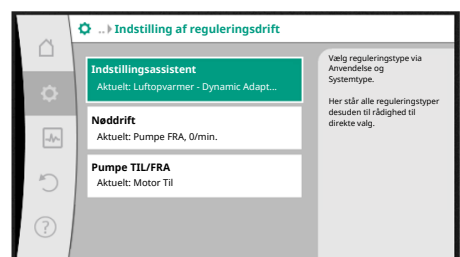 .. Indstilling af reguleringsdrift
Indstillingsassistent
Aktuelt: Luftopvarmer - Dynamic Adapt...
Nøddrift
Aktuelt: Pumpe FRA, 0/min.
Pumpe TIL/FRA
Aktuelt: Motor Til
Vælg reguleringstype via
Anvendelse og
Systemtype.
Her står alle reguleringstyper
desuden til rådighed til
direkte valg.
?